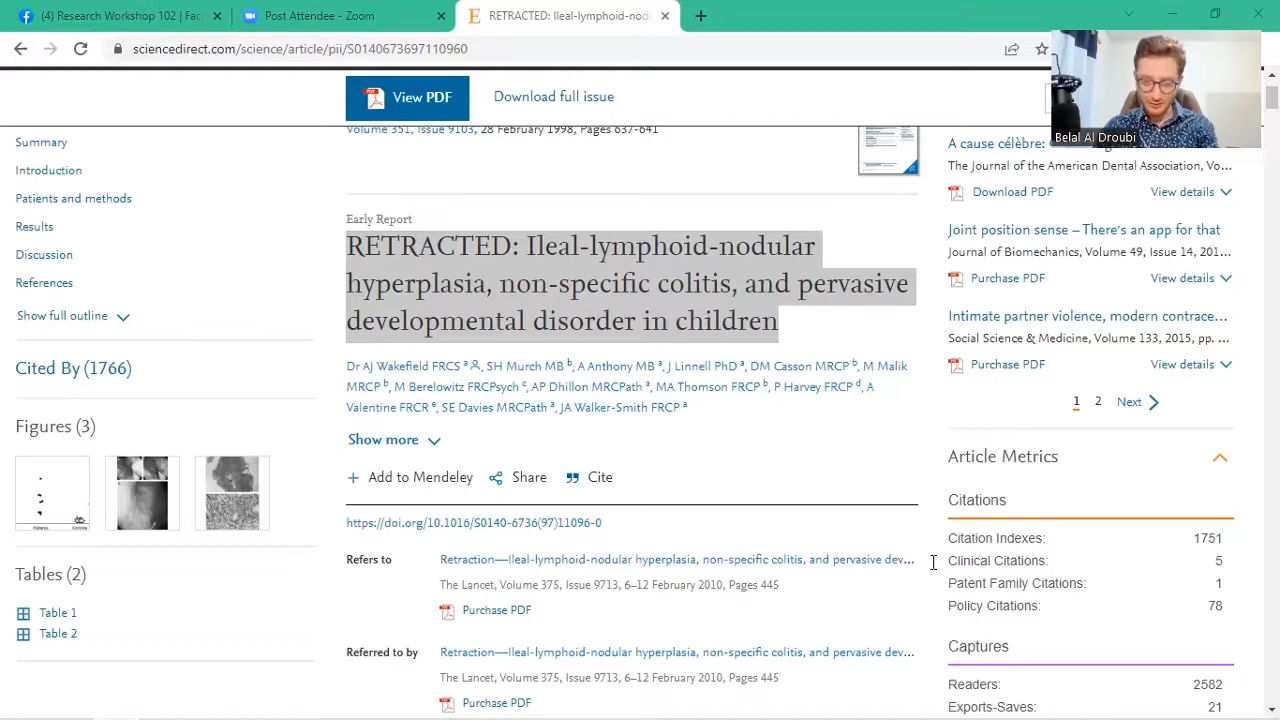 (4) Research Workshop 102 | Fac
Post Attendee - Zoom
RETRACTED: Ileal-lymphoid-nodu
sciencedirect.com/science/article/pii/S0140673697110960
View PDF
Download full issue
Belal Al Droubi
Summary
Introduction
Patients and methods
Results
Discussion
References
Show full outline
Cited By (1766)
Figures (3)
Tables (2)
Table 1
Table 2
Volume 351, Issue 9103, 28 February 1998, Pages 637-641
Early Report
RETRACTED: Ileal-lymphoid-nodular
hyperplasia, non-specific colitis, and pervasive
developmental disorder in children
Dr AJ Wakefield FRCS a, SH Murch MB b, A Anthony MB a, J Linnell PhD a, DM Casson MRCP b, M Malik
MRCP b, M Berelowitz FRCPsych c, AP Dhillon MRCPath a, MA Thomson FRCP b, P Harvey FRCP d, A
Valentine FRCR e, SE Davies MRCPath a, JA Walker-Smith FRCP a
Show more
Add to Mendeley
Share
Cite
https://doi.org/10.1016/S0140-6736(97)11096-0
Refers to
Retraction—Ileal-lymphoid-nodular hyperplasia, non-specific colitis, and pervasive dev...
The Lancet, Volume 375, Issue 9713, 6–12 February 2010, Pages 445
Purchase PDF
Referred to by
Retraction—Ileal-lymphoid-nodular hyperplasia, non-specific colitis, and pervasive dev...
The Lancet, Volume 375, Issue 9713, 6–12 February 2010, Pages 445
Purchase PDF
A cause célèbre:
The Journal of the American Dental Association, Vo...
Download PDF
View details
Joint position sense – There's an app for that
Journal of Biomechanics, Volume 49, Issue 14, 201...
Purchase PDF
View details
Intimate partner violence, modern contrace...
Social Science & Medicine, Volume 133, 2015, pp. ...
Purchase PDF
View details
1 2 Next
Article Metrics
Citations
Citation Indexes: 1751
Clinical Citations: 5
Patent Family Citations: 1
Policy Citations: 78
Captures
Readers: 2582
Exports-Saves: 21